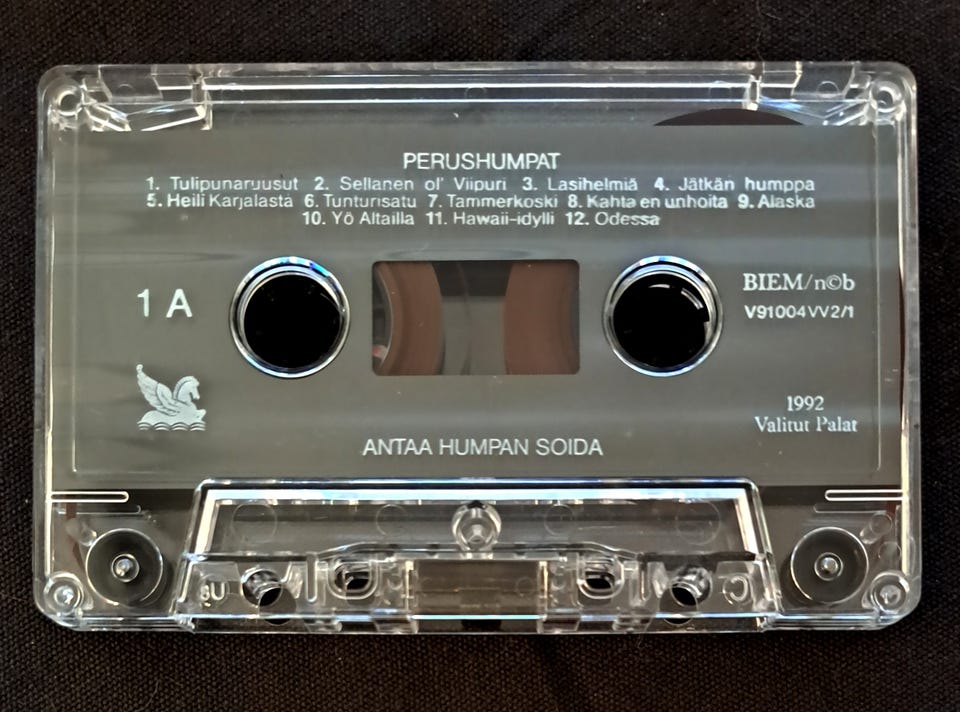 PERUSHUMPAT
1. Tulipunaruusut 2. Sellanen ol' Viipuri 3. Lasihelmiä 4. Jätkän humppa
5. Heili Karjalasta 6. Tunturisatu 7. Tammerkoski 8. Kahta en unhoita 9. Alaska
10. Yö Altailla 11. Hawaii-idylli 12. Odessa
1 A
BIEM/n©b
V91004VV2/1
1992
Valitut Palat
ANTAA HUMPAN SOIDA